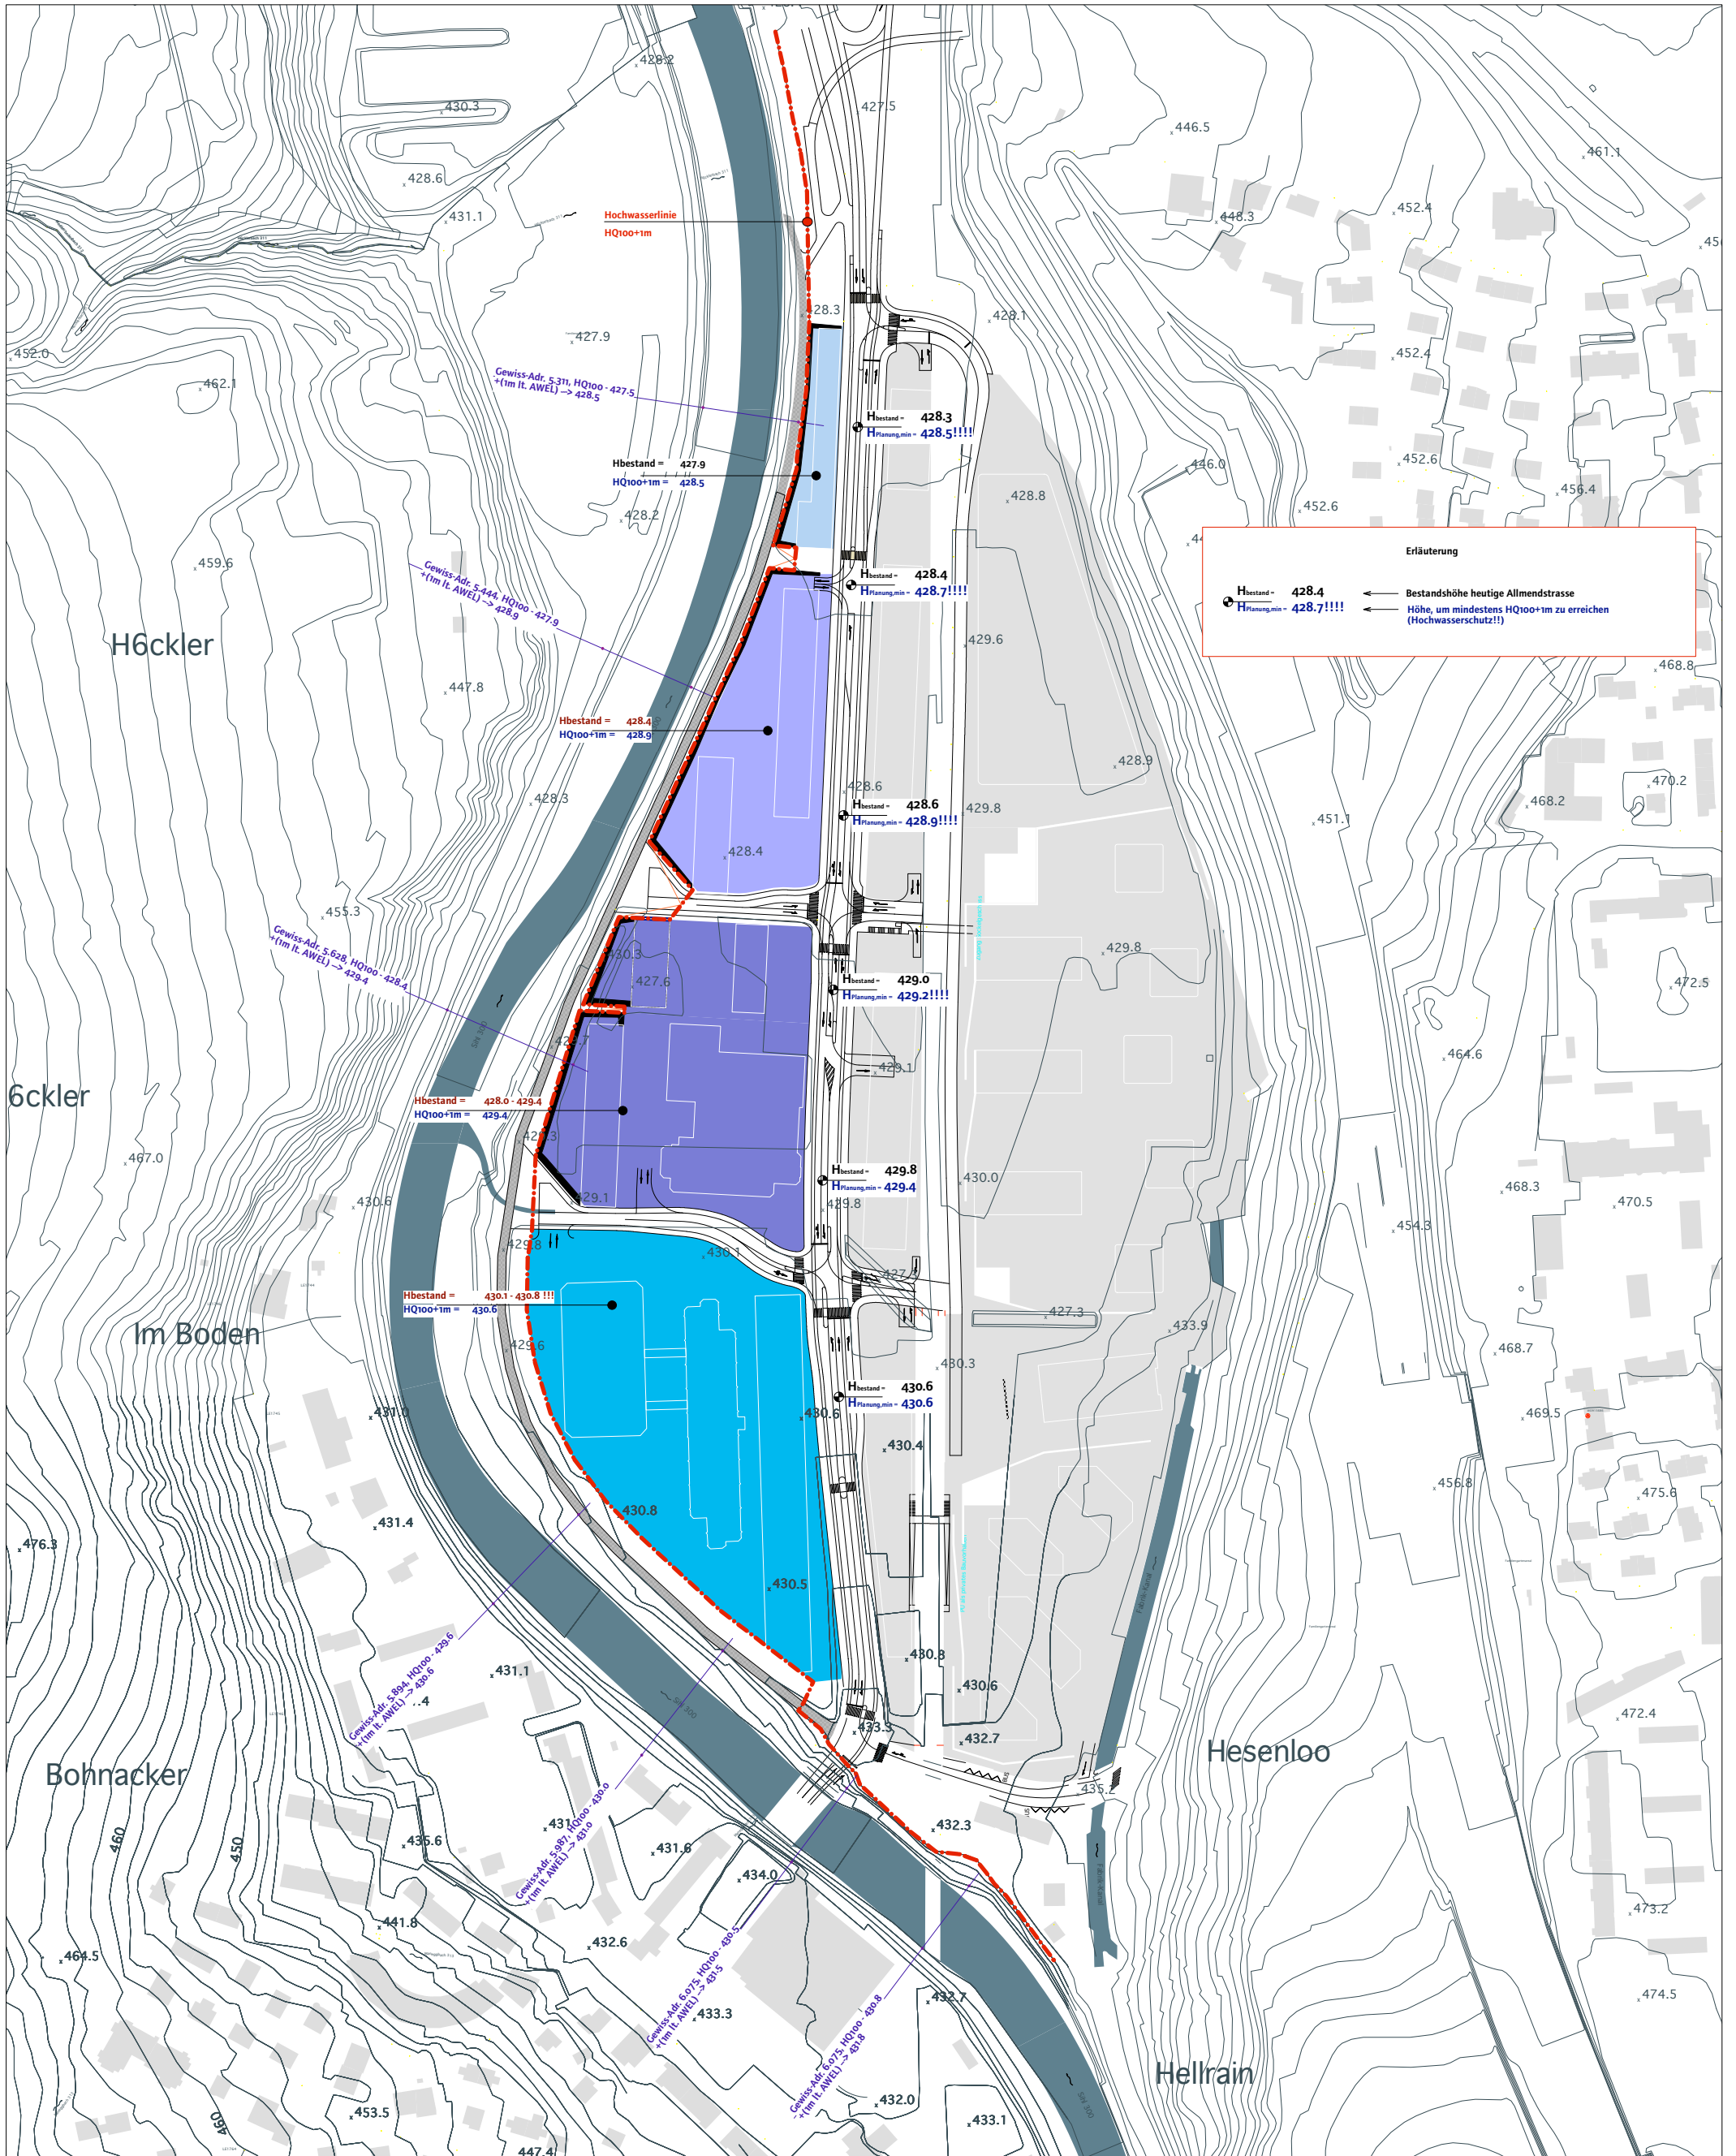 428.2
430.3
427.5
446.5
461.1
428.6
431.1
452.4
448.3
Hochwasserlinie
HQ100+1m
428.3
428.1
452.0
427.9
462.1
452.4
Gewiss-Adr. 5.311, HQ100 - 427.5
+(1m lt. AWEL) --> 428.5
Hbestand = 428.3
HPlanung,min = 428.5!!!!
Hbestand = 427.9
HQ100+1m = 428.5
446.0
452.6
456.4
428.8
452.6
428.2
Erläuterung
Hbestand = 428.4
HPlanung,min = 428.7!!!!
Bestandshöhe heutige Allmendstrasse
Höhe, um mindestens HQ100+1m zu erreichen
(Hochwasserschutz!!)
459.6
Gewiss-Adr. 5.444, HQ100 - 427.9
+(1m lt. AWEL) --> 428.9
Hbestand = 428.4
HPlanung,min = 428.7!!!!
H6ckler
429.6
468.8
447.8
Hbestand = 428.4
HQ100+1m = 428.9
428.9
470.2
428.6
428.3
429.8
468.2
451.1
Hbestand = 428.6
HPlanung,min = 428.9!!!!
428.4
455.3
Gewiss-Adr. 5.628, HQ100 - 428.4
+(1m lt. AWEL) --> 429.4
430.3
427.6
429.8
472.5
Hbestand = 429.0
HPlanung,min = 429.2!!!!
SIHl 300
464.6
429.1
6ckler
Hbestand = 428.0 - 429.4
HQ100+1m = 429.4
467.0
430.6
429.1
Hbestand = 429.8
HPlanung,min = 429.4
430.0
429.8
468.3
470.5
454.3
429.8
430.1
Hbestand = 430.1 - 430.8 !!!
HQ100+1m = 430.6
427.3
433.9
Im Boden
429.6
430.3
468.7
Hbestand = 430.6
HPlanung,min = 430.6
431.0
430.6
430.4
469.5
456.8
475.6
430.8
431.4
476.3
430.5
Fabrik-Kanal
Gewiss-Adr. 5.894, HQ100 - 429.6
+(1m lt. AWEL) --> 430.6
431.1
430.8
430.6
SIHl 300
433.3
432.7
472.4
Hesenloo
Bohnacker
435.2
BUS
Gewiss-Adr. 5.987, HQ100 - 430.0
+(1m lt. AWEL) --> 431.0
460
450
435.6
431.6
432.3
434.0
Fabrik-Kanal
441.8
464.5
432.6
473.2
Gewiss-Adr. 6.075, HQ100 - 430.5
+(1m lt. AWEL) --> 431.5
433.3
432.7
474.5
Gewiss-Adr. 6.075, HQ100 - 430.8
+(1m lt. AWEL) --> 431.8
Hellrain
SIHl 300
453.5
460
432.0
433.1
447.4